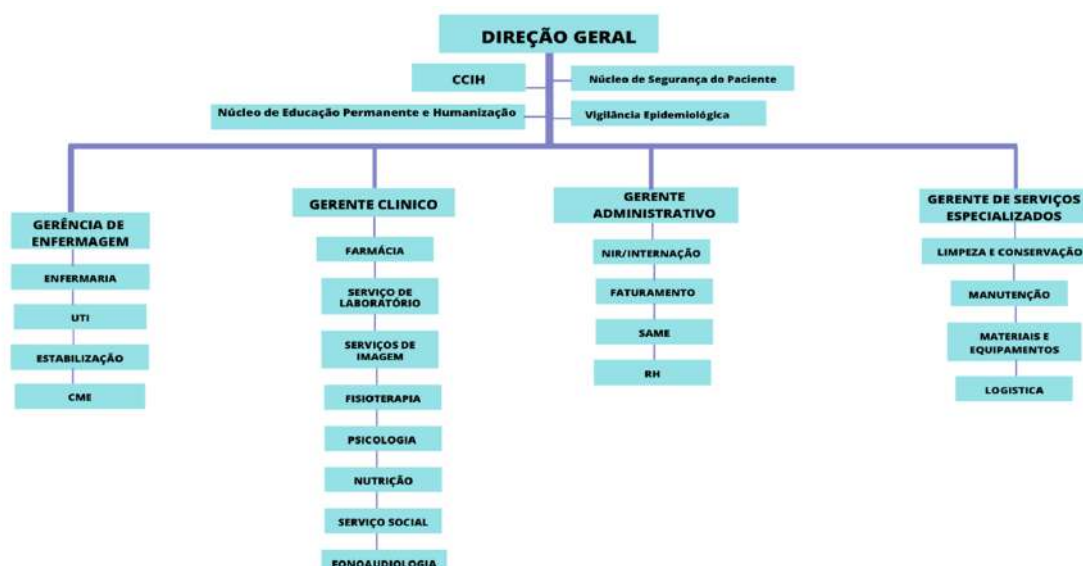 DIREÇÃO GERAL
CCIH
Núcleo de Segurança do Paciente
Núcleo de Educação Permanente e Humanização
Vigilância Epidemiológica
GERÊNCIA DE
ENFERMAGEM
ENFERMARIA
UTI
ESTABILIZAÇÃO
CME
GERENTE CLINICO
FARMÁCIA
SERVIÇO DE
LABORATÓRIO
SERVIÇOS DE
IMAGEM
FISIOTERAPIA
PSICOLOGIA
NUTRIÇÃO
SERVIÇO SOCIAL
FONOAUDIOLOGIA
GERENTE
ADMINISTRATIVO
NIR/INTERNAÇÃO
FATURAMENTO
SAME
RH
GERENTE DE SERVIÇOS
ESPECIALIZADOS
LIMPEZA E CONSERVAÇÃO
MANUTENÇÃO
MATERIAIS E
EQUIPAMENTOS
LOGISTICA